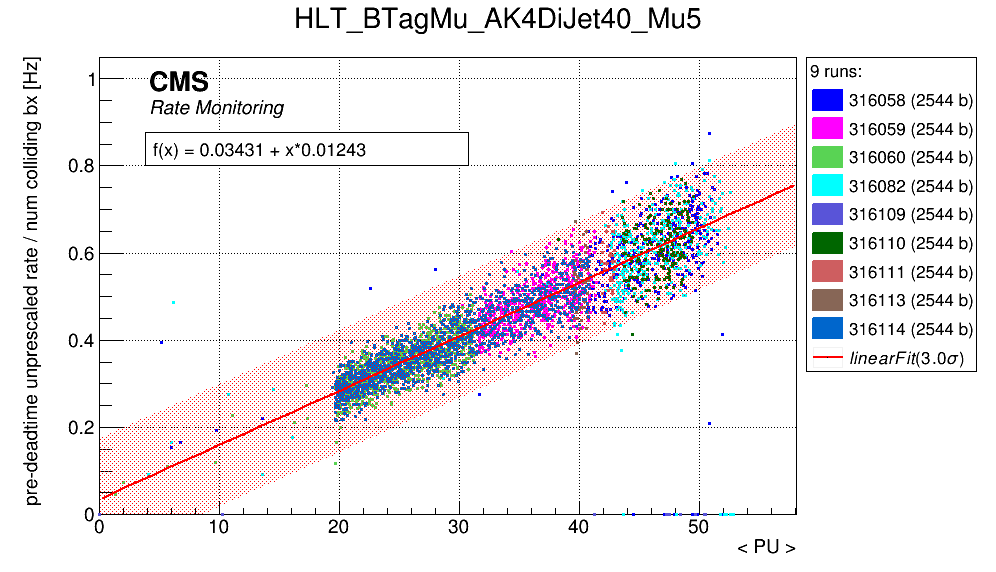 HLT_BTagMu_AK4DiJet40_Mu5
pre-deadtime unprescaled rate / num colliding bx [Hz]
CMS
Rate Monitoring
f(x) = 0.03431 + x*0.01243
1
0.8
0.6
0.4
0.2
0
0 10 20 30 40 50
< PU >
9 runs:
316058 (2544 b)
316059 (2544 b)
316060 (2544 b)
316082 (2544 b)
316109 (2544 b)
316110 (2544 b)
316111 (2544 b)
316113 (2544 b)
316114 (2544 b)
linearFit(3.0σ)